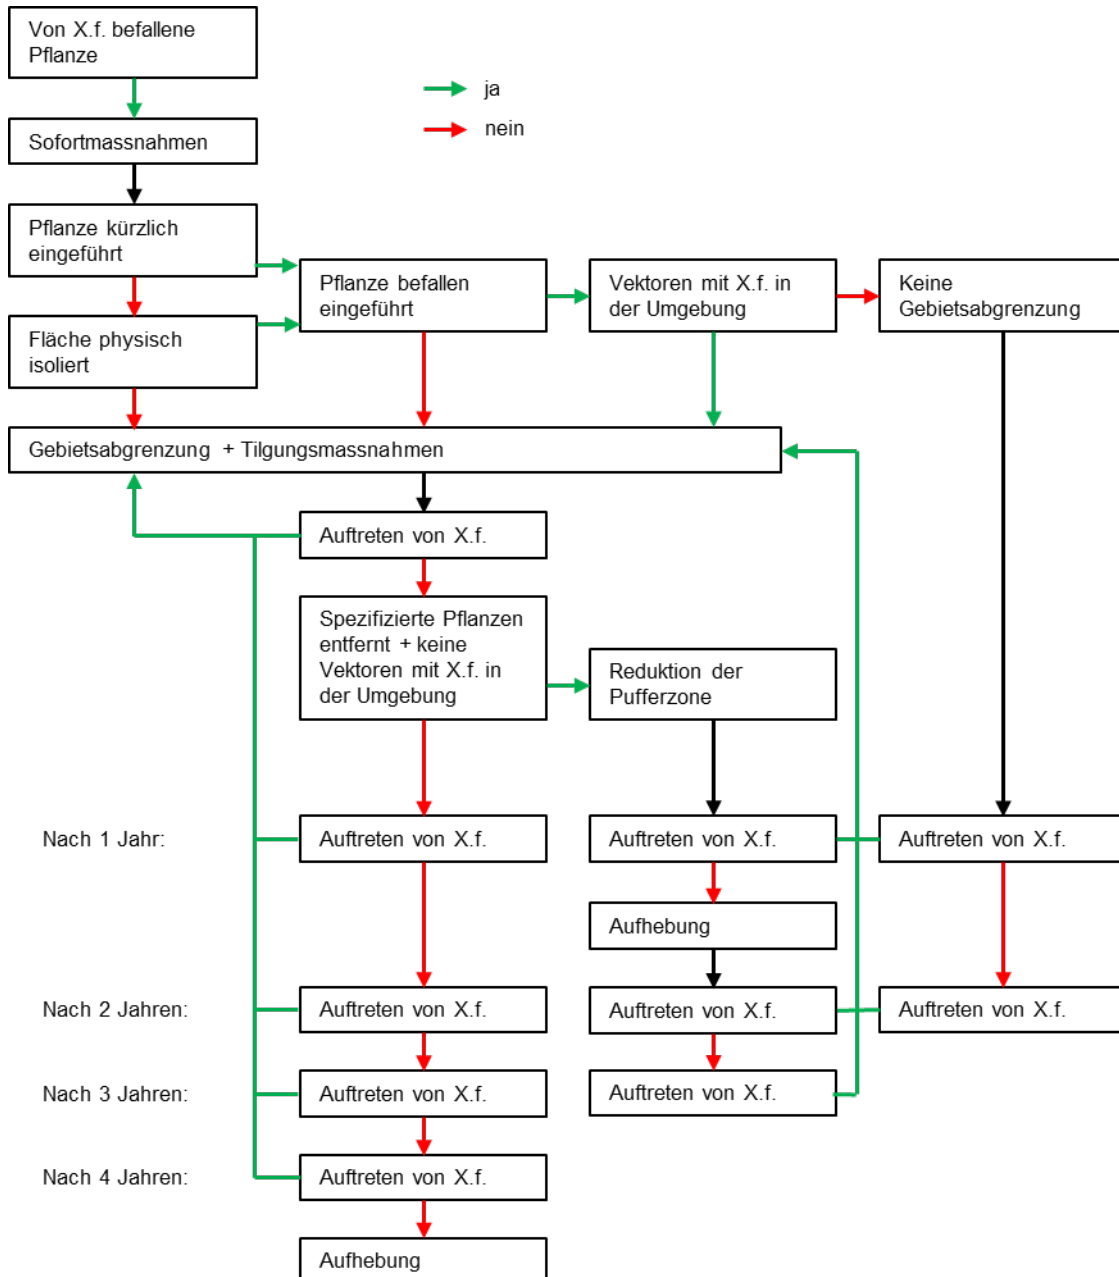 Von X.f. befallene
Pflanze
ja
nein
Sofortmassnahmen
Pflanze kürzlich
eingeführt
Pflanze befallen
eingeführt
Vektoren mit X.f. in
der Umgebung
Keine
Gebietsabgrenzung
Fläche physisch
isoliert
Gebietsabgrenzung + Tilgungsmassnahmen
Auftreten von X.f.
Spezifizierte Pflanzen
entfernt + keine
Vektoren mit X.f. in
der Umgebung
Reduktion der
Pufferzone
Nach 1 Jahr:
Auftreten von X.f.
Auftreten von X.f.
Auftreten von X.f.
Aufhebung
Nach 2 Jahren:
Auftreten von X.f.
Auftreten von X.f.
Auftreten von X.f.
Nach 3 Jahren:
Auftreten von X.f.
Auftreten von X.f.
Nach 4 Jahren:
Auftreten von X.f.
Aufhebung